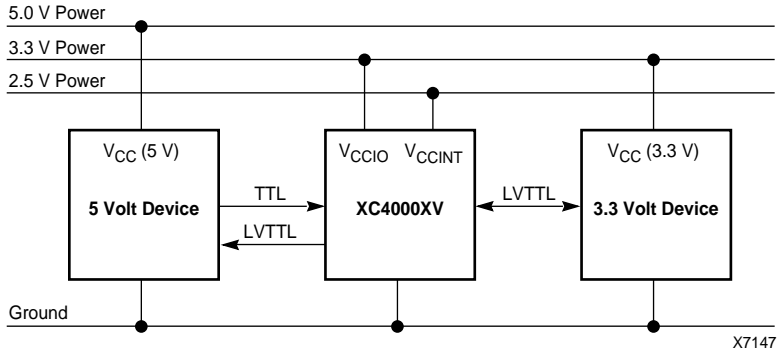 5.0 V Power
3.3 V Power
2.5 V Power
VCC (5 V)
5 Volt Device
TTL
LVTTL
VCCIO VCCINT
XC4000XV
LVTTL
VCC (3.3 V)
3.3 Volt Device
Ground
X7147